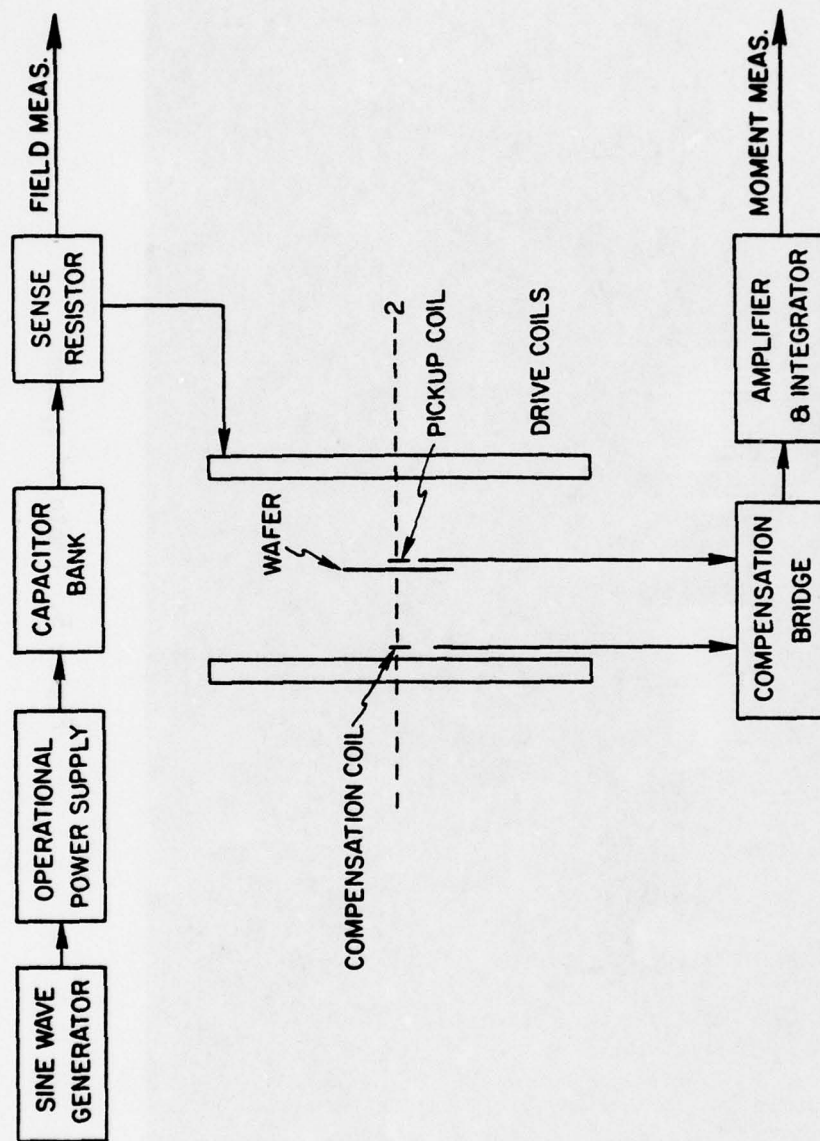 SINE WAVE
GENERATOR
OPERATIONAL
POWER SUPPLY
CAPACITOR
BANK
SENSE
RESISTOR
FIELD MEAS.
COMPENSATION COIL
WAFER
2
PICKUP COIL
DRIVE COILS
COMPENSATION
BRIDGE
AMPLIFIER
& INTEGRATOR
MOMENT MEAS.